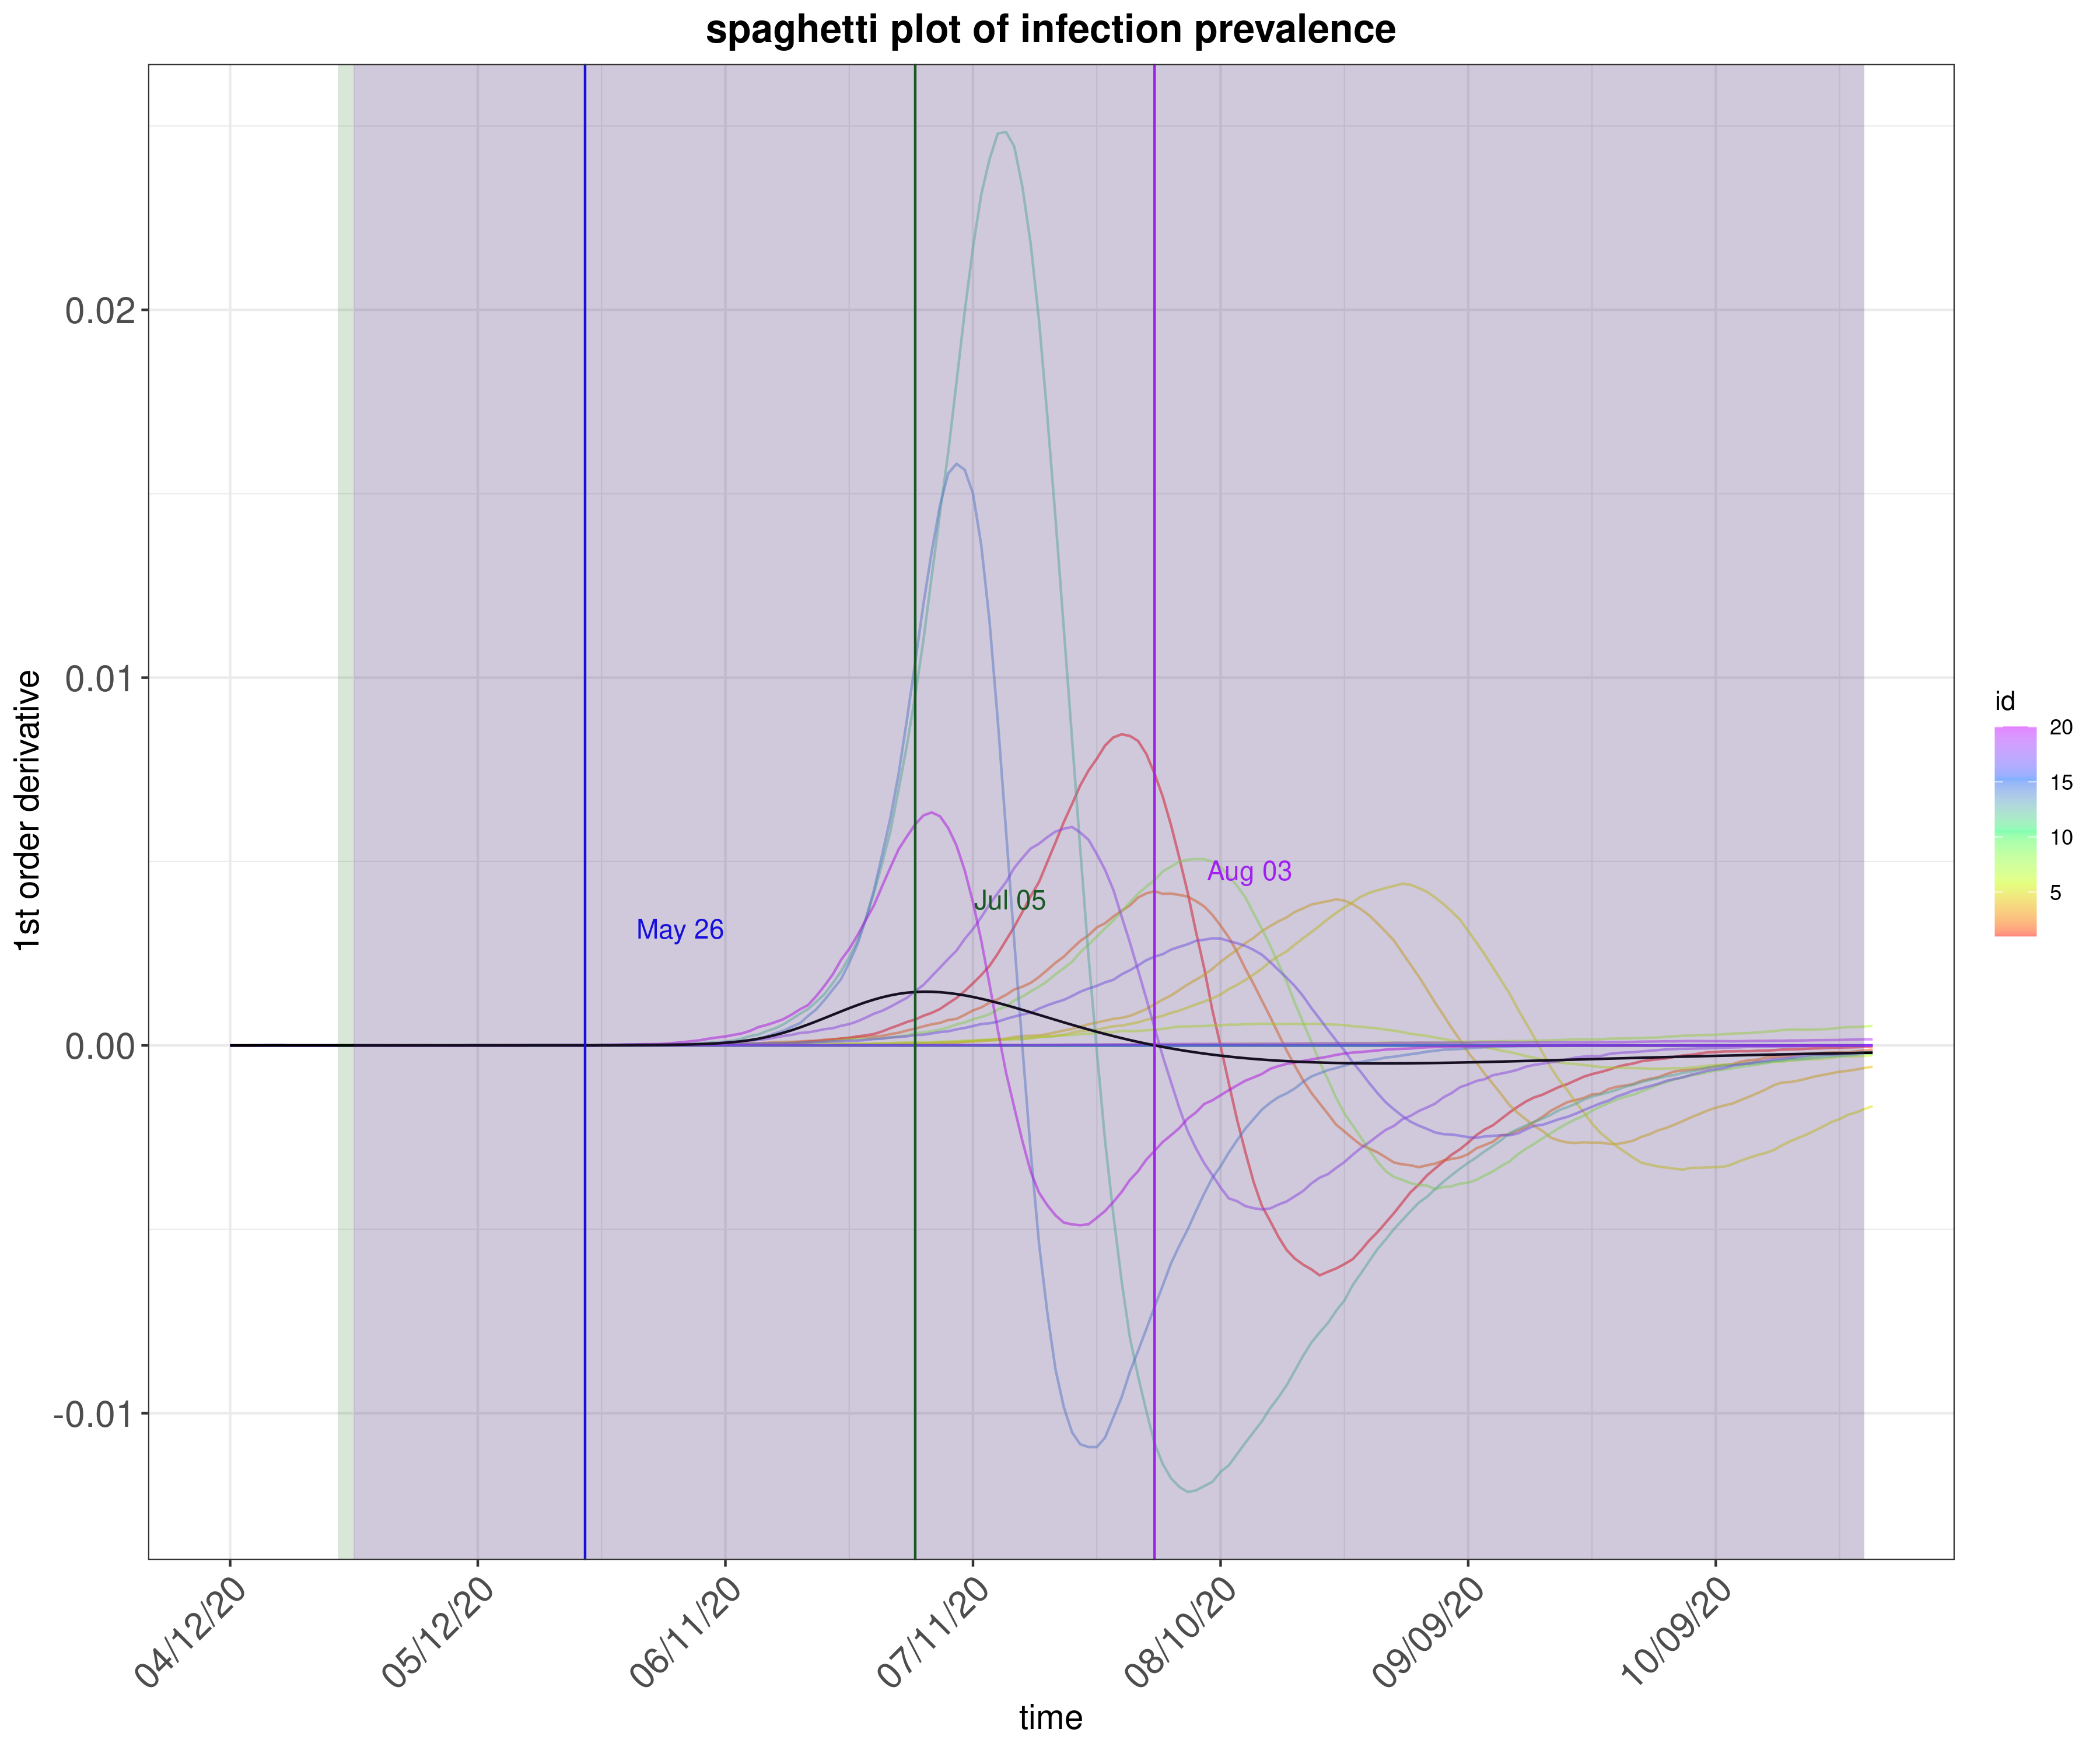 spaghetti plot of infection prevalence
1st order derivative
0.02
0.01
0.00
-0.01
May 26
Jul 05
Aug 03
id
20
15
10
5
04/12/20
05/12/20
06/11/20
07/11/20
08/10/20
09/09/20
10/09/20
time